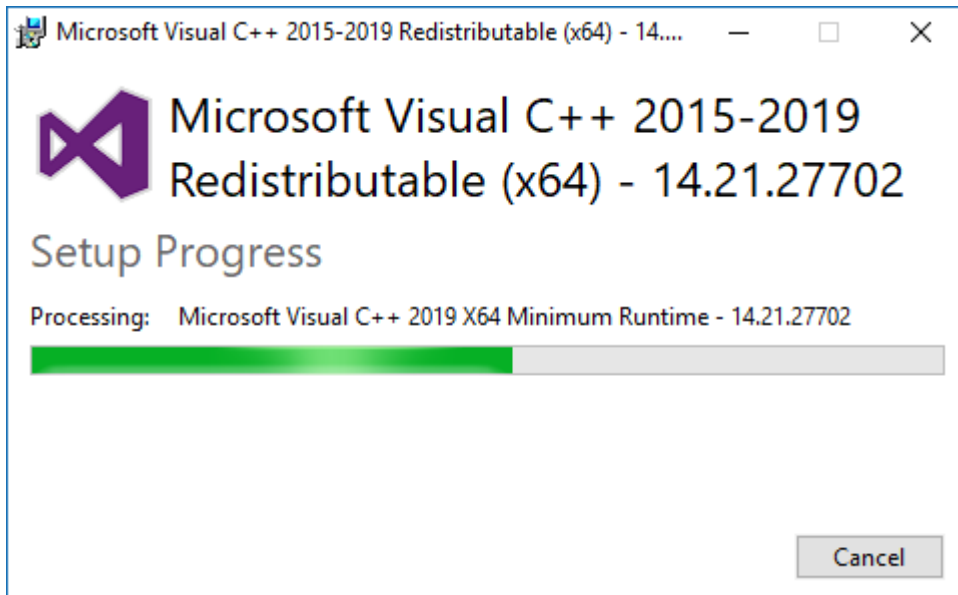 Microsoft Visual C++ 2015-2019 Redistributable (x64) - 14....
Microsoft Visual C++ 2015-2019
Redistributable (x64) - 14.21.27702
Setup Progress
Processing: Microsoft Visual C++ 2019 X64 Minimum Runtime - 14.21.27702
Cancel